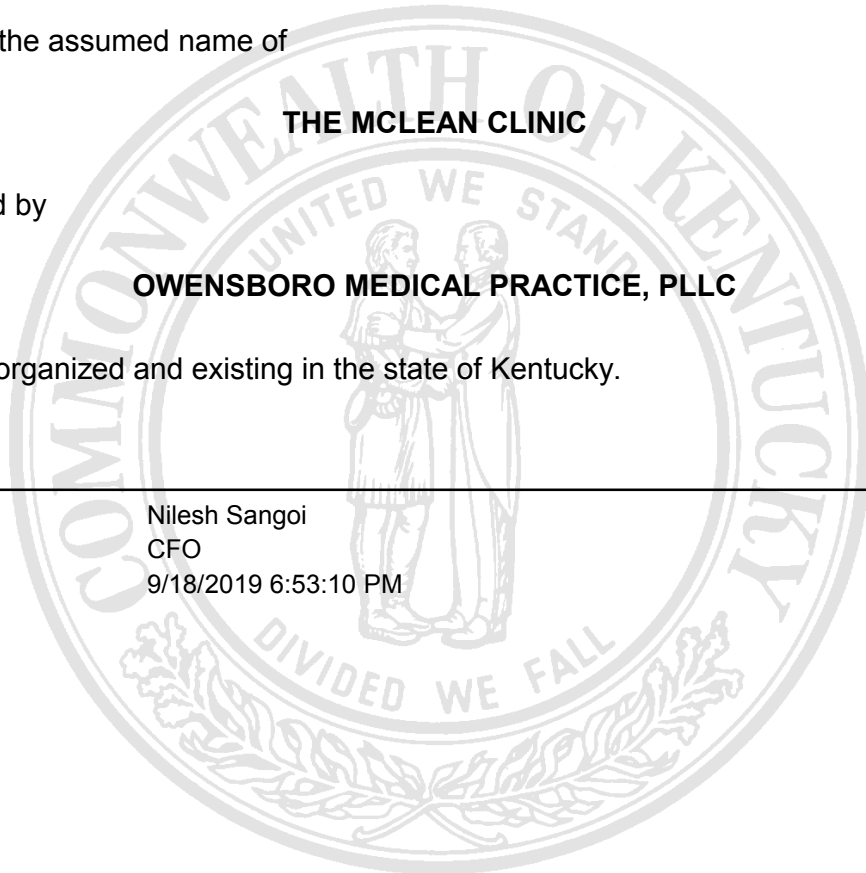 the assumed name of
THE MCLEAN CLINIC
d by
OWENSBORO MEDICAL PRACTICE, PLLC
organized and existing in the state of Kentucky.
Nilesh Sangoi
CFO
9/18/2019 6:53:10 PM
COMMONWEALTH OF KENTUCKY
UNITED WE STAND
DIVIDED WE FALL